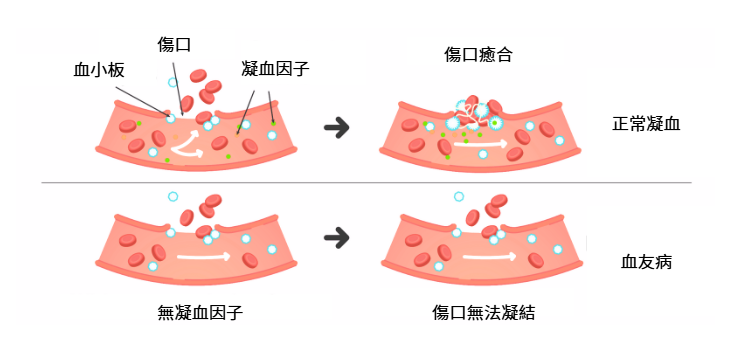 傷口
血小板
凝血因子
傷口癒合
正常凝血
血友病
無凝血因子
傷口無法凝結